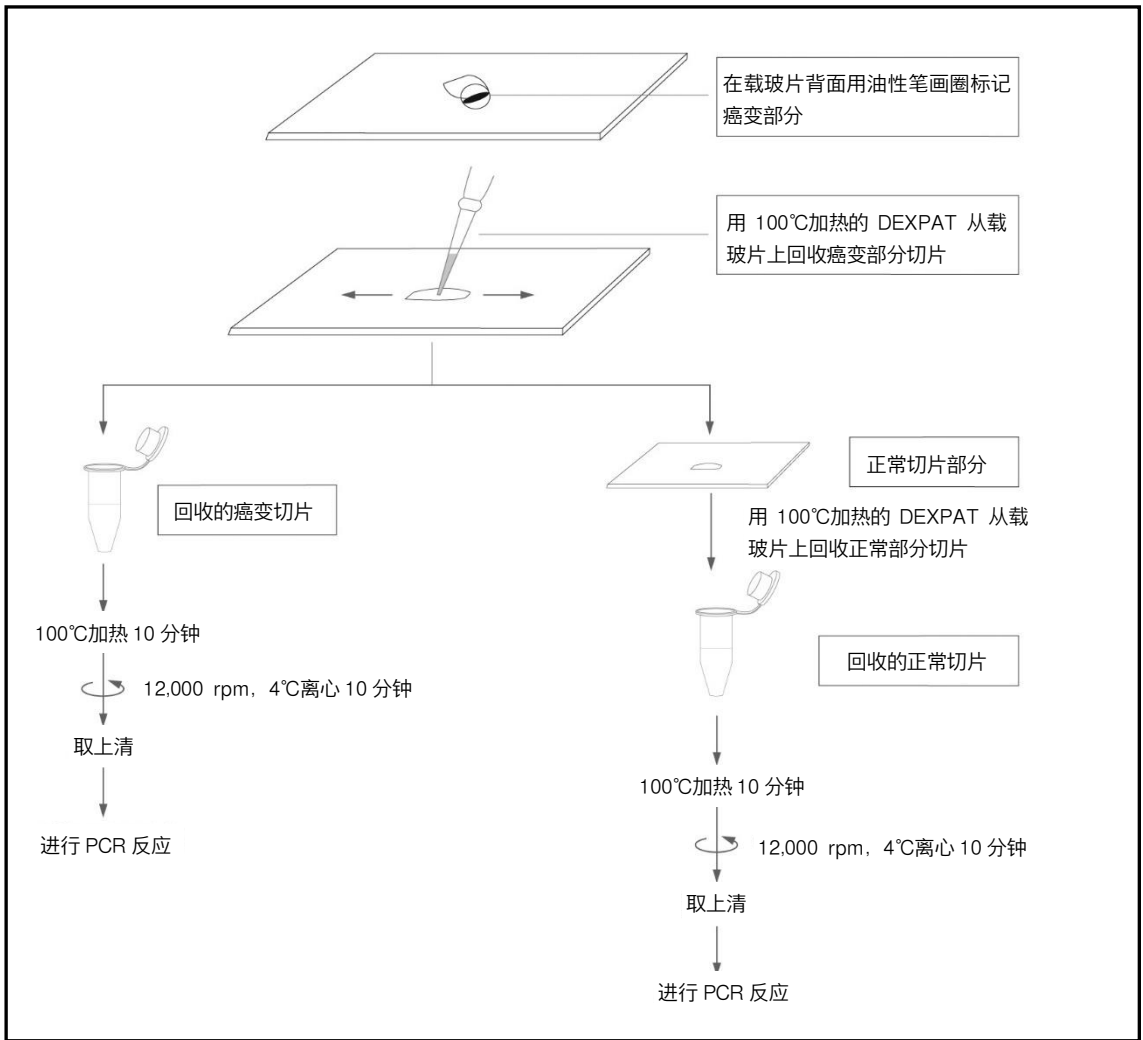 在载玻片背面用油性笔画圈标记
癌变部分
用 100℃加热的 DEXPAT 从载
玻片上回收癌变部分切片
回收的癌变切片
100℃加热 10 分钟
12,000 rpm，4℃离心 10 分钟
取上清
进行 PCR 反应
正常切片部分
用 100℃加热的 DEXPAT 从载
玻片上回收正常部分切片
回收的正常切片
100℃加热 10 分钟
12,000 rpm，4℃离心 10 分钟
取上清
进行 PCR 反应